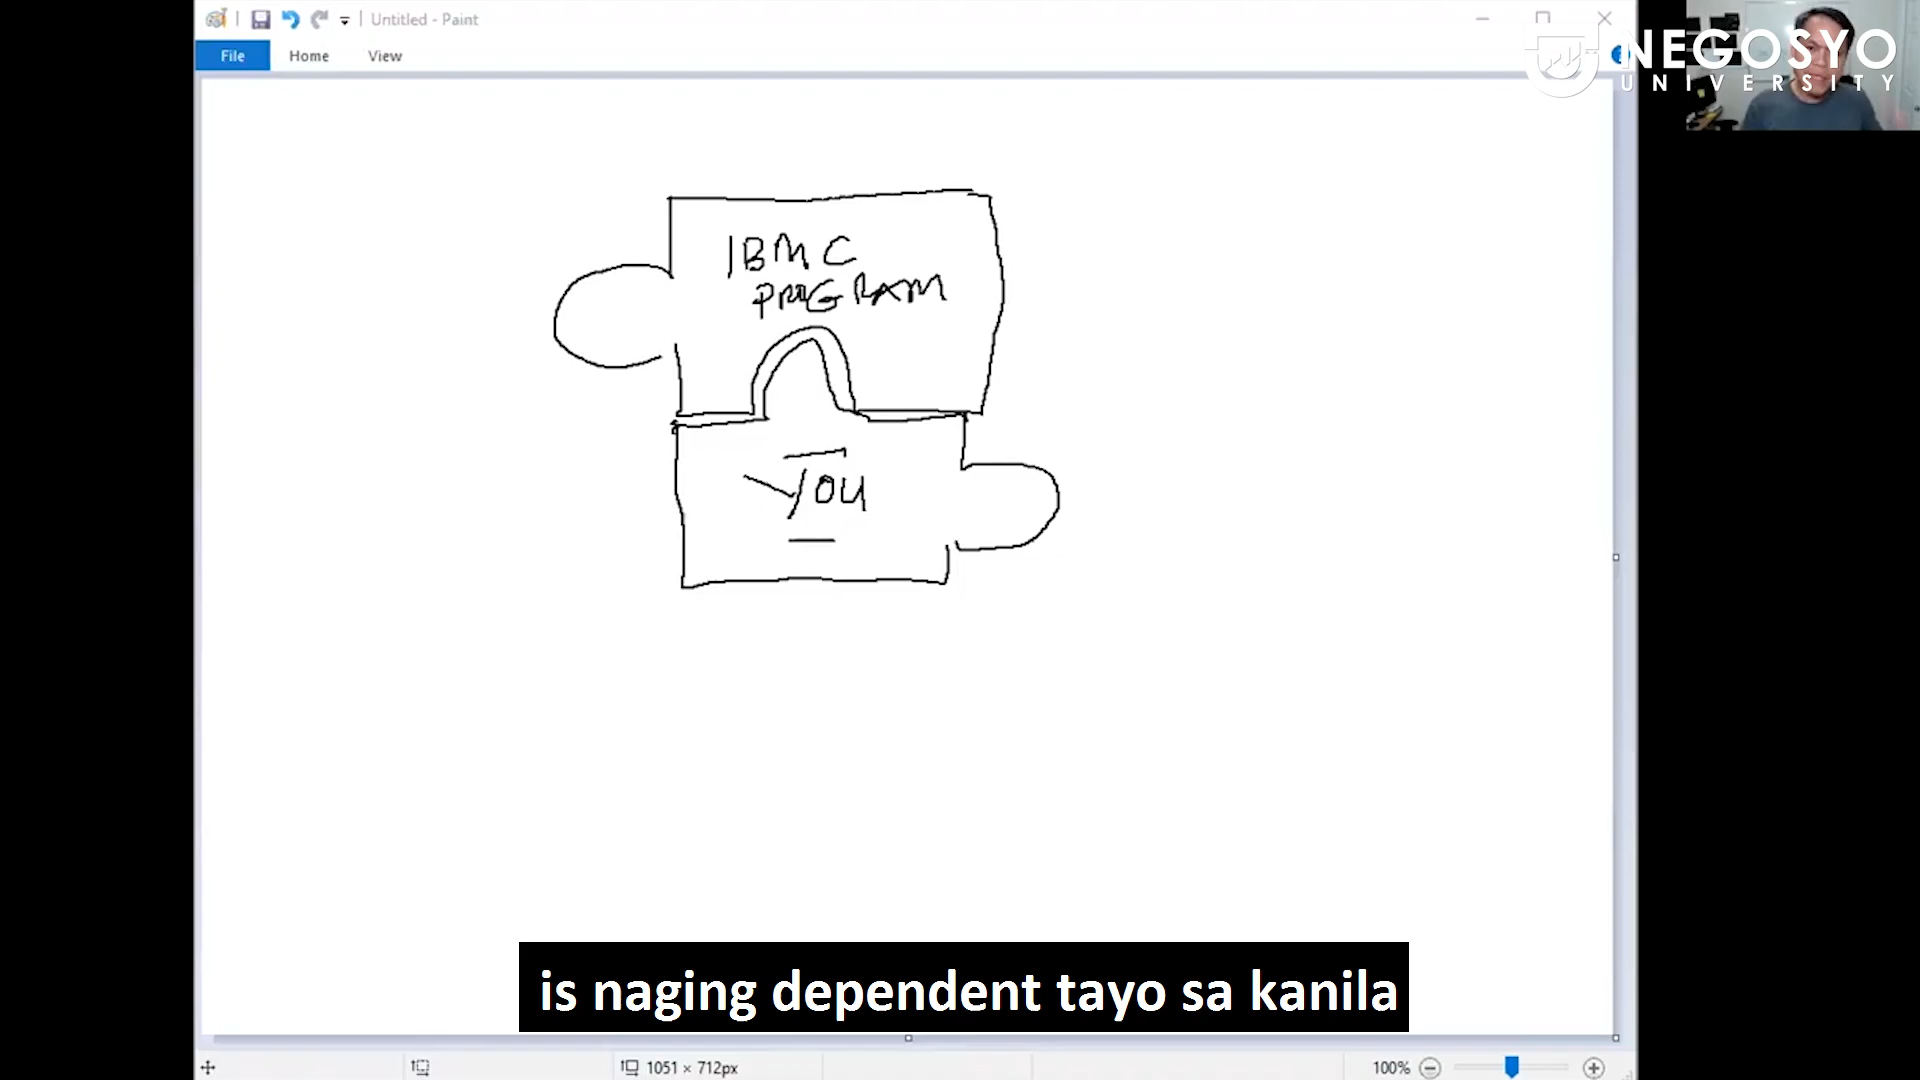 Untitled - Paint
File Home View
NEGOSYO
UNIVERSITY
IBMC
PROGRAM
YOU
is naging dependent tayo sa kanila
1051 × 712px
100%